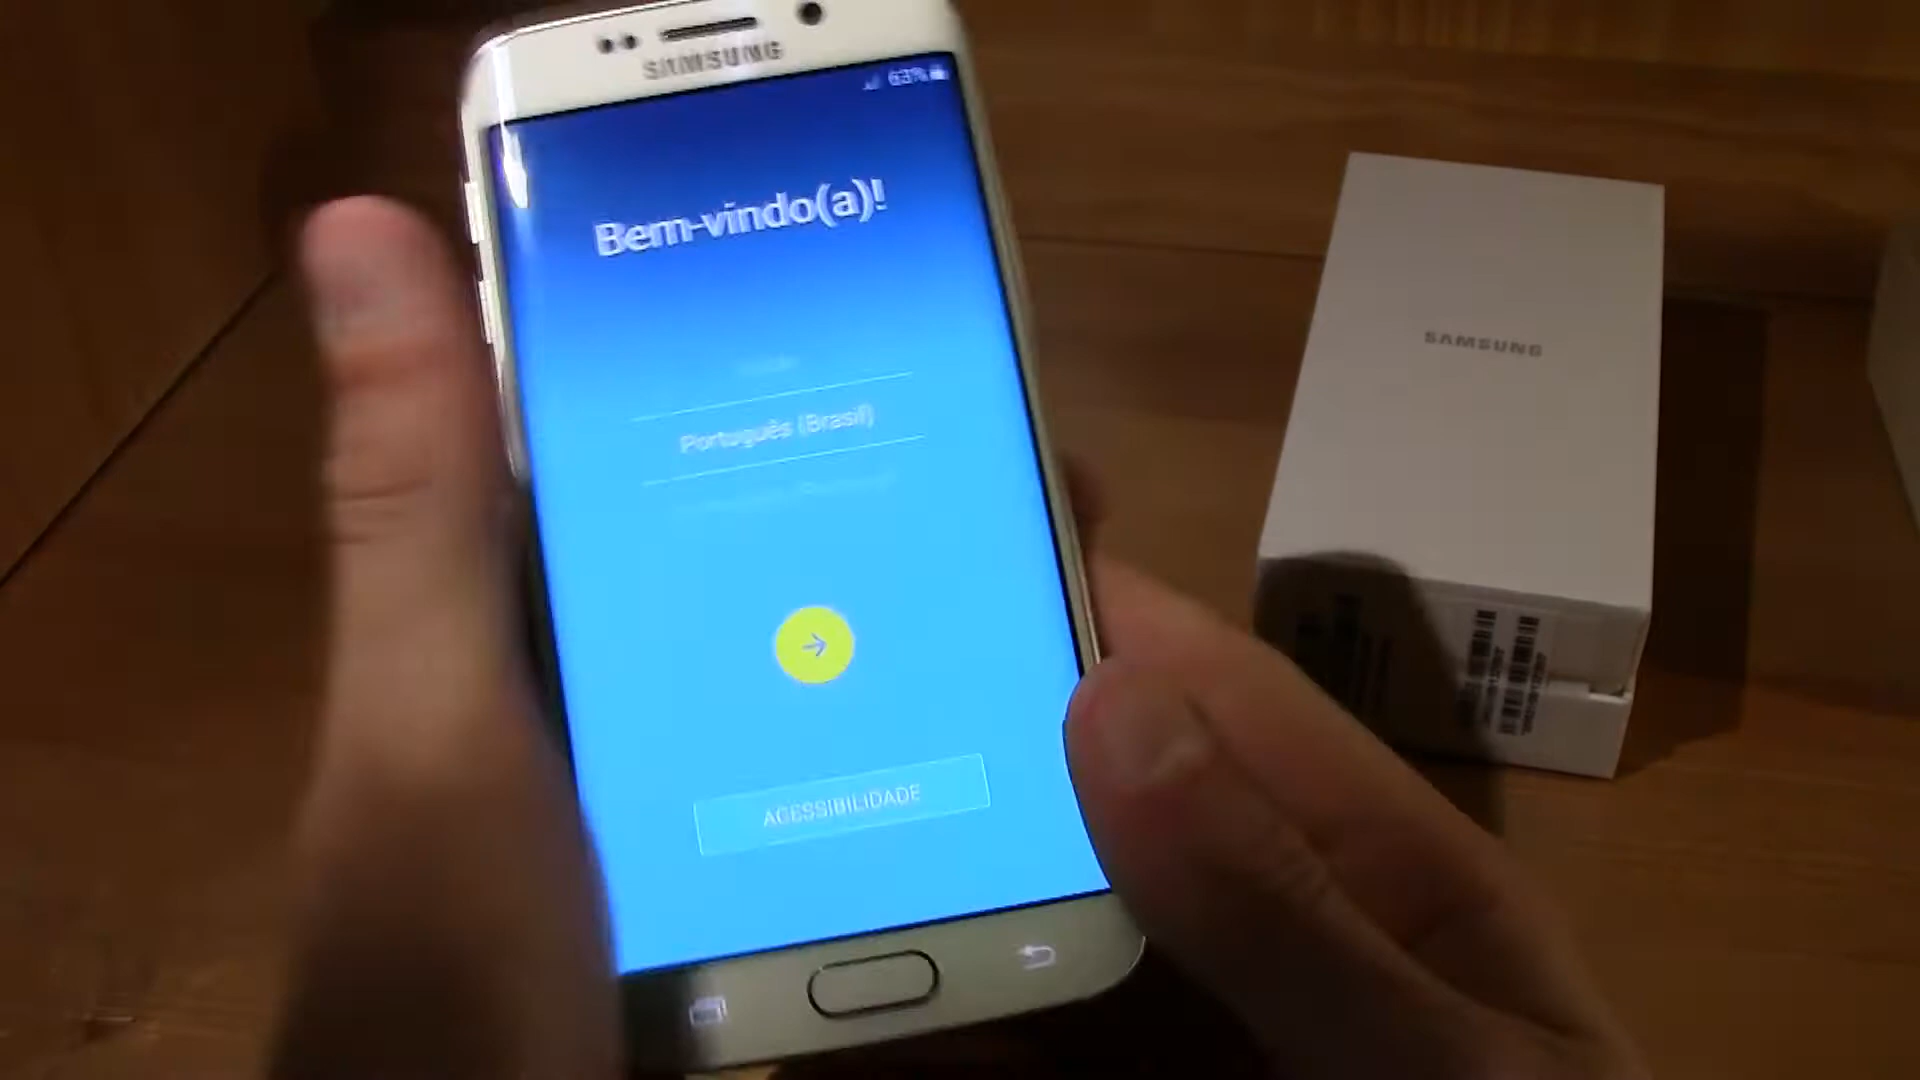 SAMSUNG
63%
Bem-vindo(a)!
Português (Brasil)
ACESSIBILIDADE
SAMSUNG